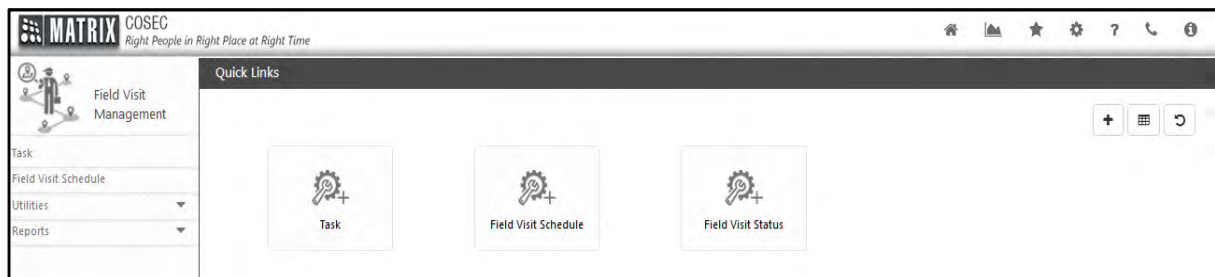 MATRIX COSEC
Right People in Right Place at Right Time
?
Field Visit
Management
Task
Field Visit Schedule
Utilities
Reports
Quick Links
Task
Field Visit Schedule
Field Visit Status